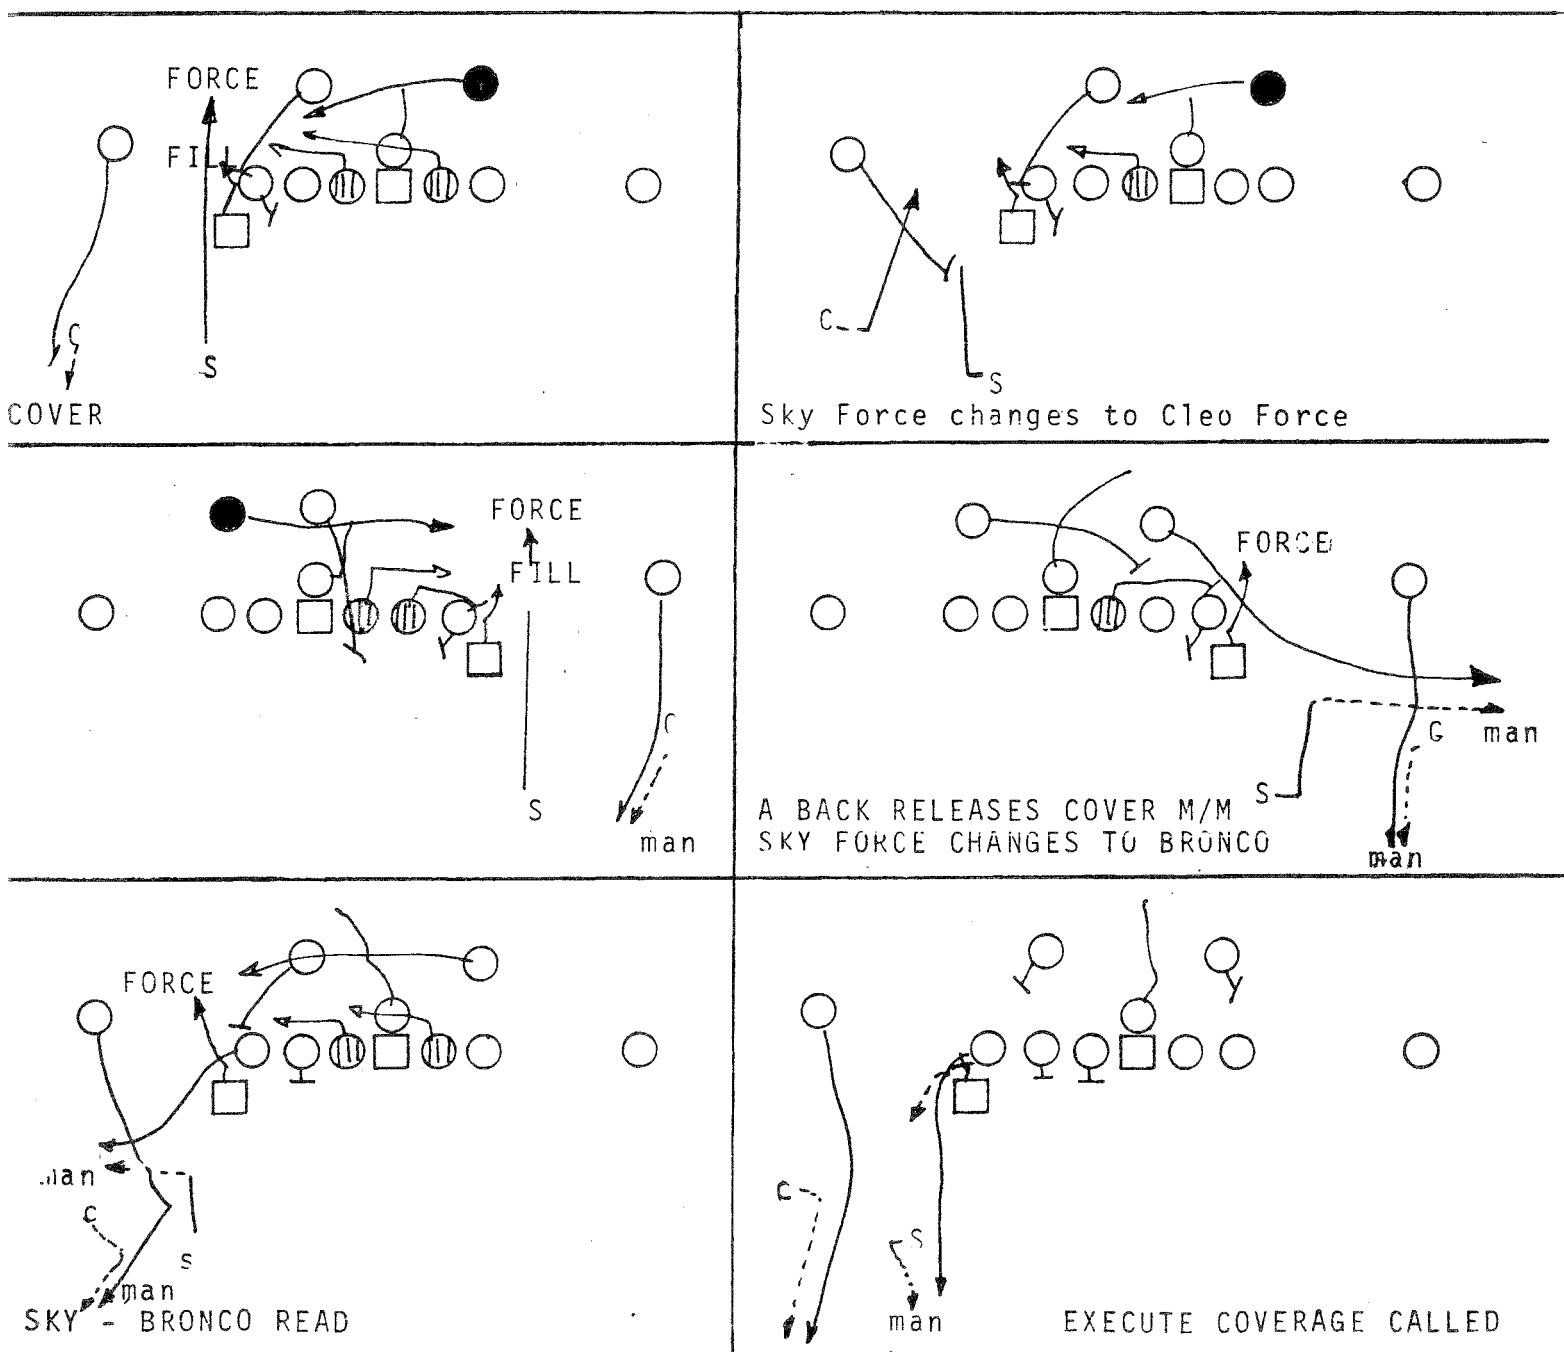 FORCE
FILL
C
S
COVER
C
S
Sky Force changes to Cleo Force
FORCE
FILL
C
S
man
FORCE
G
man
S
A BACK RELEASES COVER M/M
SKY FORCE CHANGES TO BRONCO
man
FORCE
man
C
S
man
SKY - BRONCO READ
C
S
man
EXECUTE COVERAGE CALLED